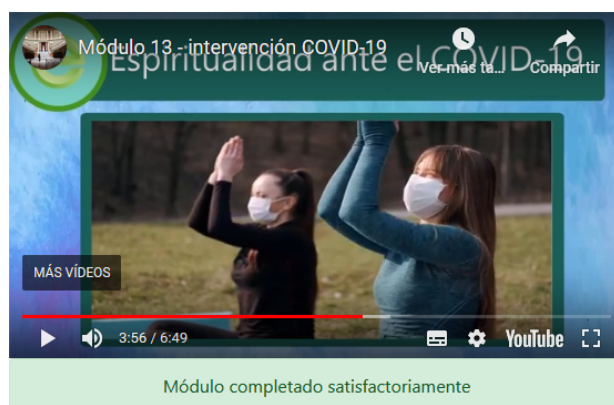 Módulo 13 - intervención COVID-19
Espiritualidad ante el COVID-19
Ver más ta...
Compartir
MÁS VÍDEOS
3:56 / 6:49
YouTube
Módulo completado satisfactoriamente